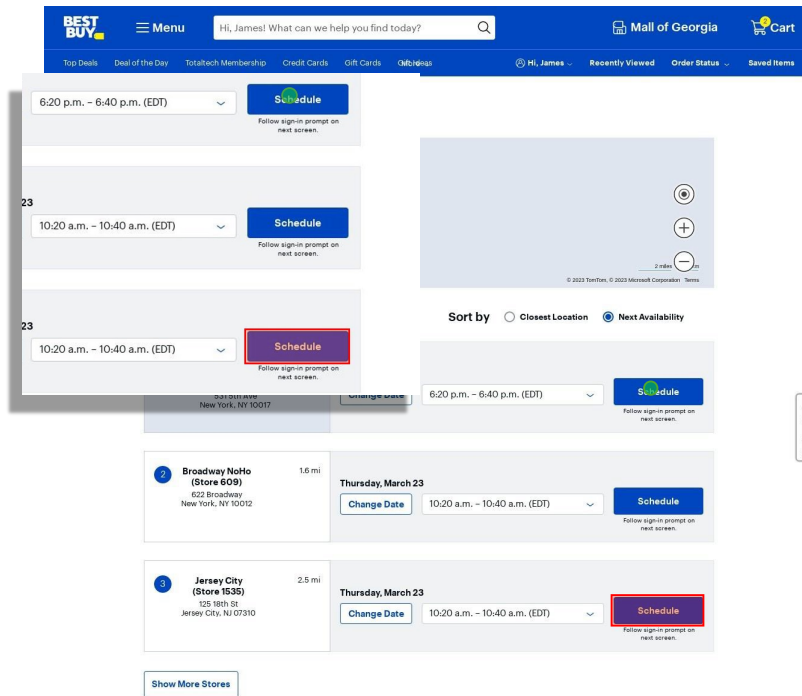 BEST BUY
Menu
Hi, James! What can we help you find today?
Mall of Georgia
2
Cart
Top Deals
Deal of the Day
Totaltech Membership
Credit Cards
Gift Cards
Gift Ideas
Hi, James
Recently Viewed
Order Status
Saved Items
6:20 p.m. – 6:40 p.m. (EDT)
Schedule
Follow sign-in prompt on
next screen.
23
10:20 a.m. – 10:40 a.m. (EDT)
Schedule
Follow sign-in prompt on
next screen.
23
10:20 a.m. – 10:40 a.m. (EDT)
Schedule
Follow sign-in prompt on
next screen.
2 miles
© 2023 TomTom, © 2023 Microsoft Corporation Terms
Sort by
Closest Location
Next Availability
531 5th Ave
New York, NY 10017
Change Date
6:20 p.m. – 6:40 p.m. (EDT)
Schedule
Follow sign-in prompt on
next screen.
2
Broadway NoHo
(Store 609)
622 Broadway
New York, NY 10012
1.6 mi
Thursday, March 23
Change Date
10:20 a.m. – 10:40 a.m. (EDT)
Schedule
Follow sign-in prompt on
next screen.
3
Jersey City
(Store 1535)
125 18th St
Jersey City, NJ 07310
2.5 mi
Thursday, March 23
Change Date
10:20 a.m. – 10:40 a.m. (EDT)
Schedule
Follow sign-in prompt on
next screen.
Show More Stores